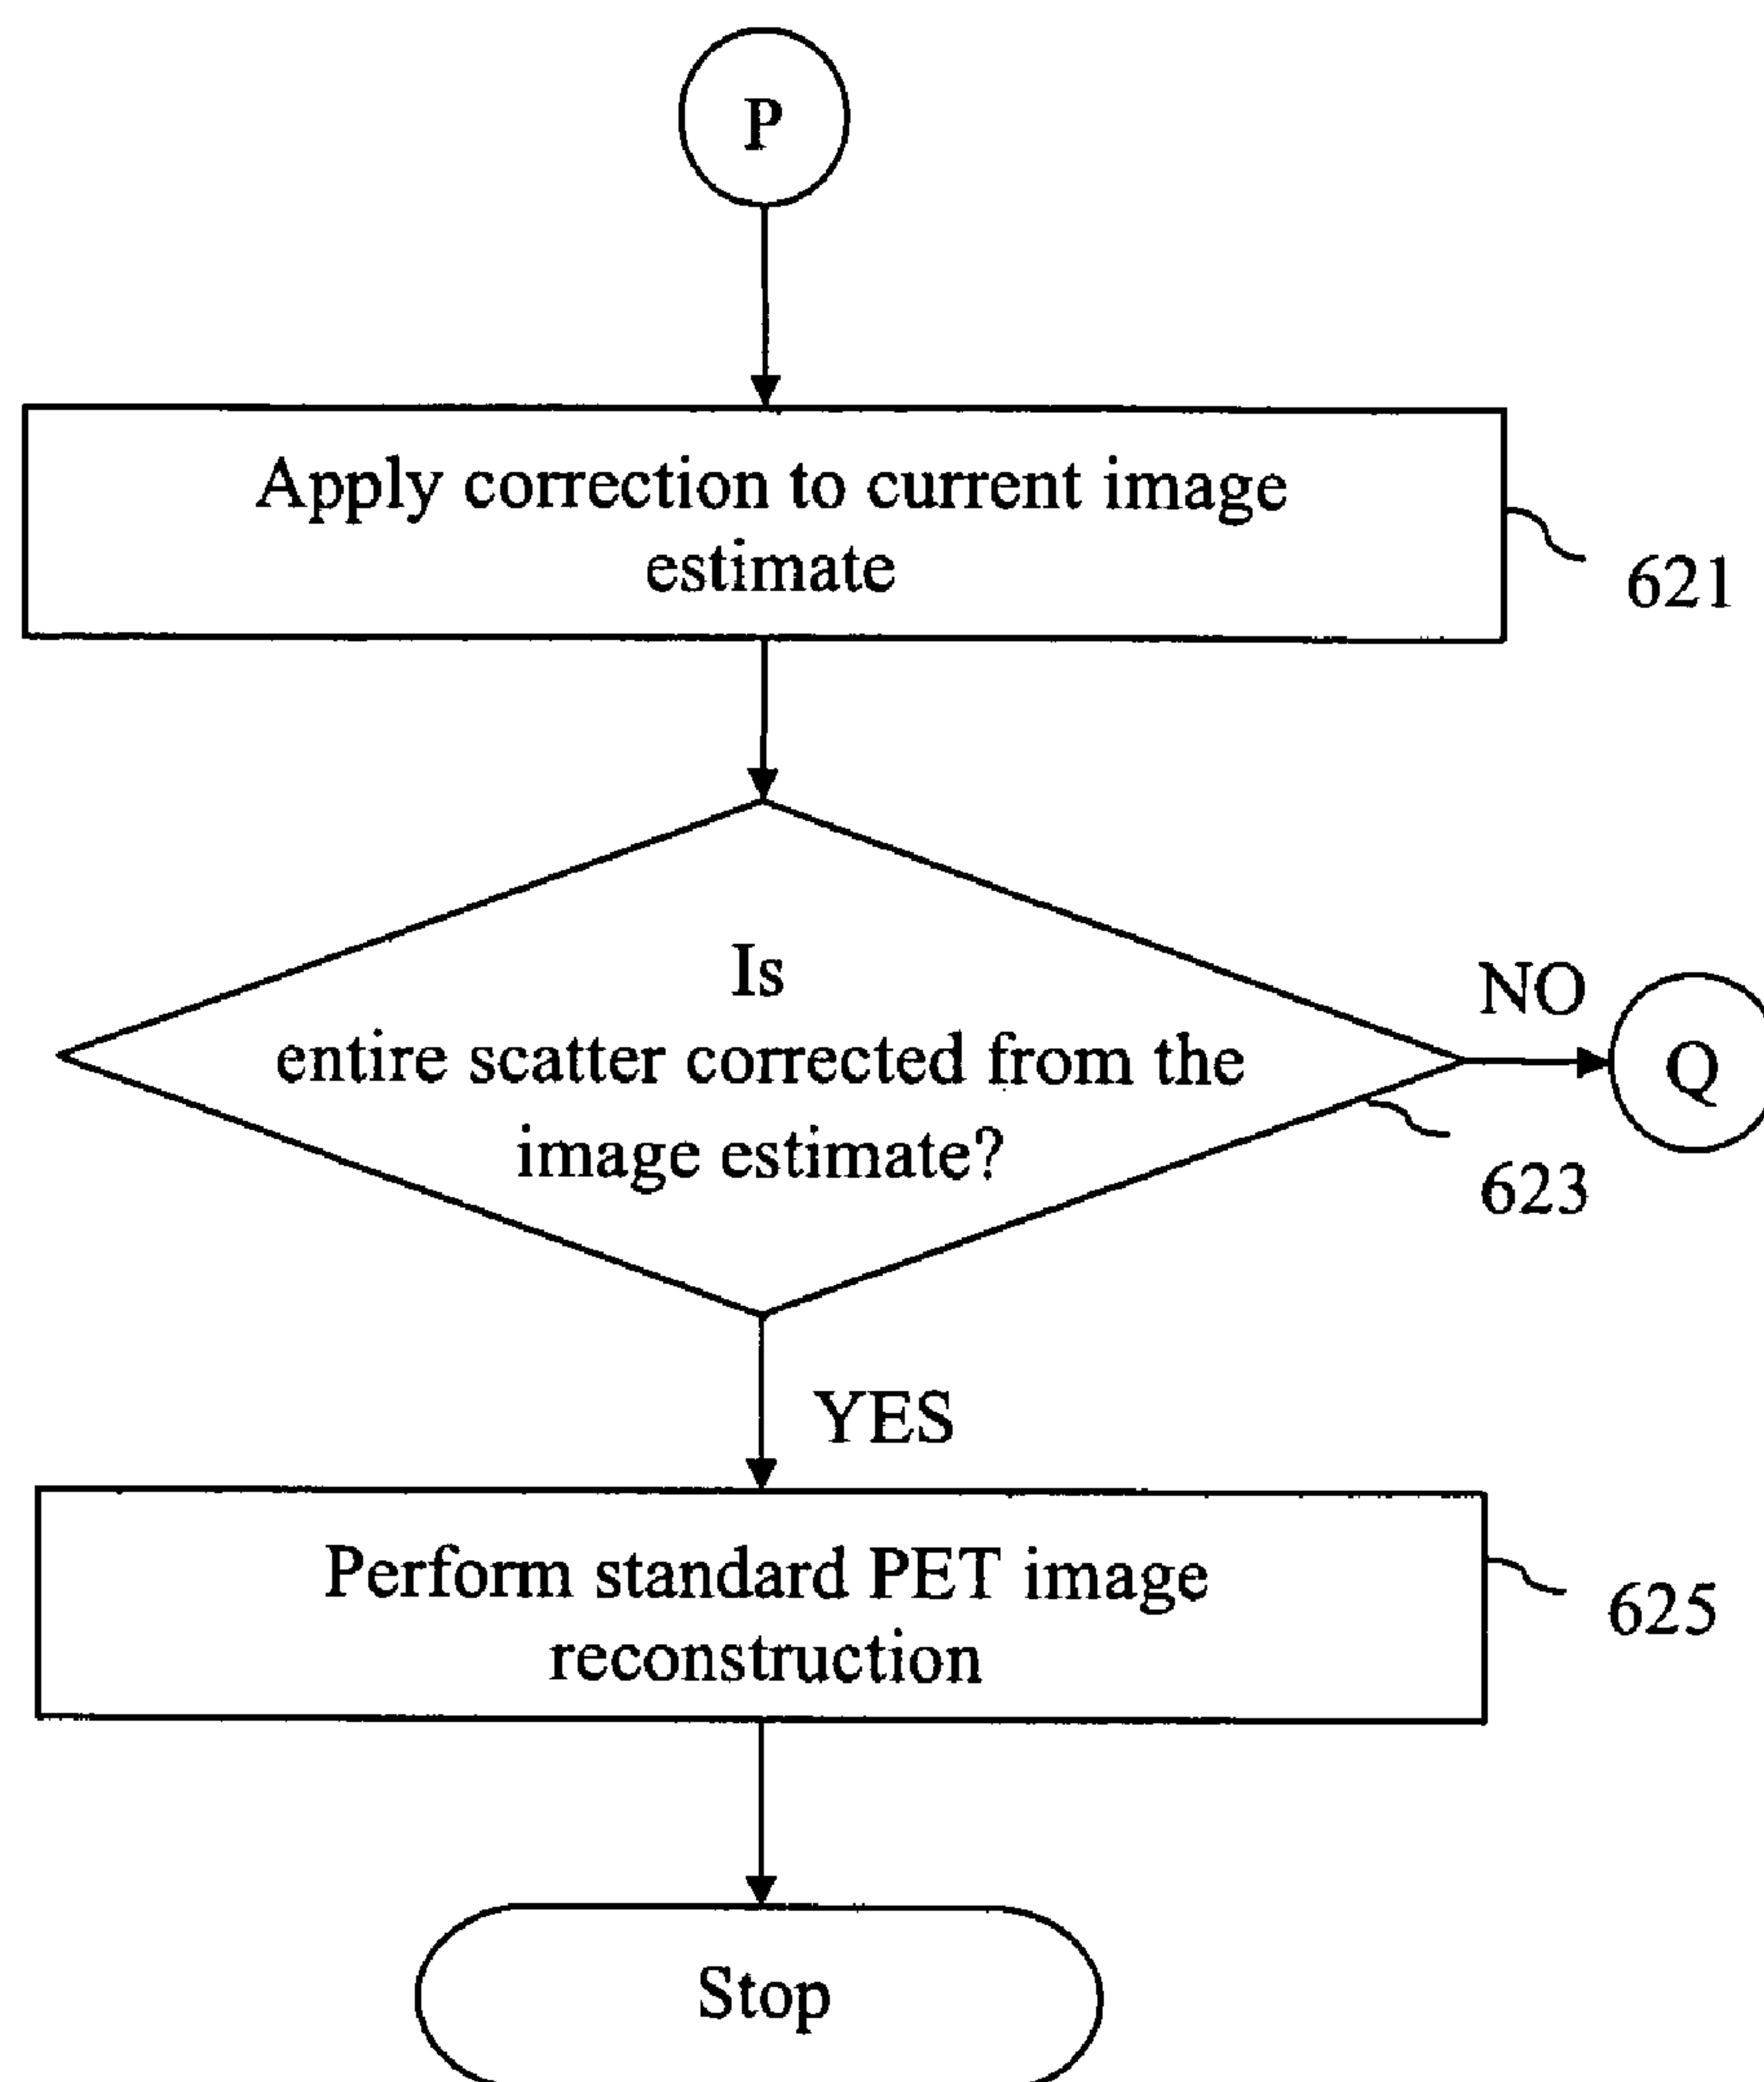 P
Apply correction to current image
estimate
621
Is
entire scatter corrected from the
image estimate?
NO
Q
623
YES
Perform standard PET image
reconstruction
625
Stop